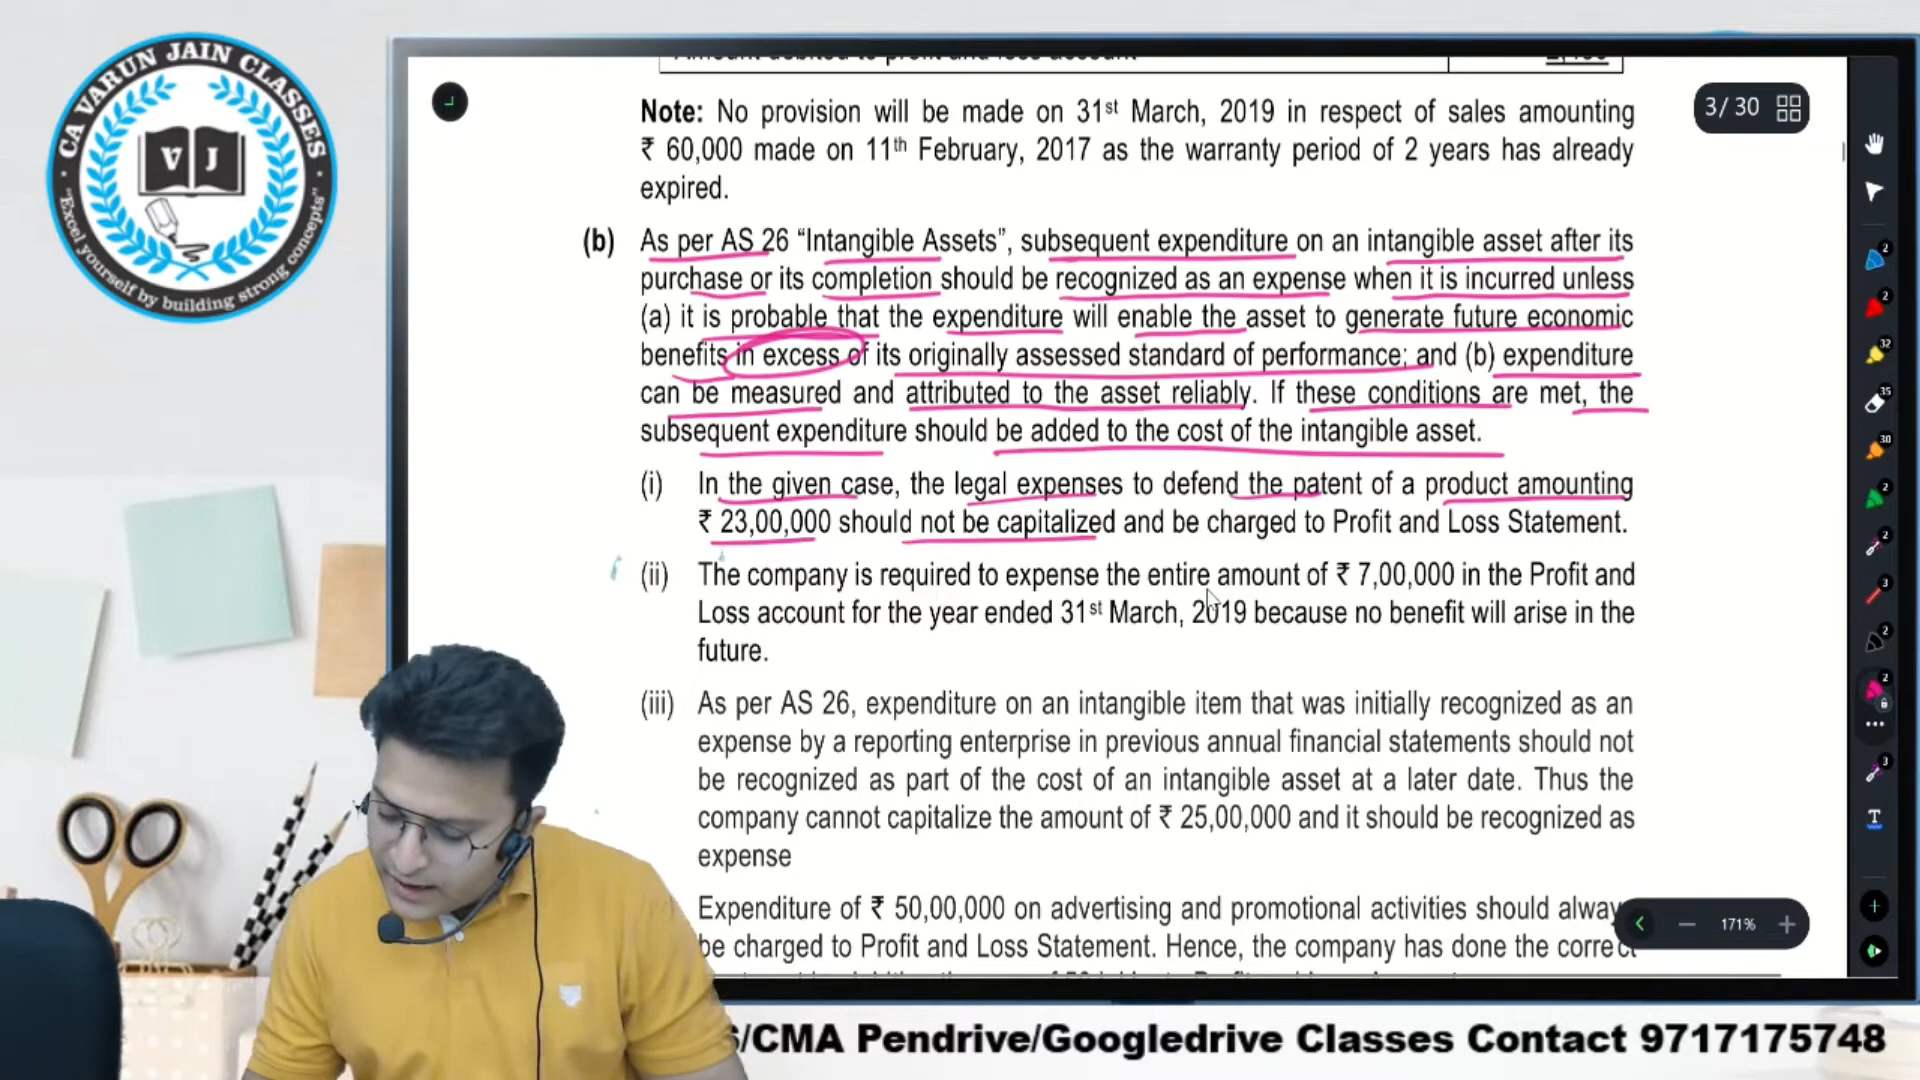 CA VARUN JAIN CLASSES
V J
"Excel yourself by building strong concepts"
3/ 30
Note: No provision will be made on 31st March, 2019 in respect of sales amounting
₹ 60,000 made on 11th February, 2017 as the warranty period of 2 years has already
expired.
(b) As per AS 26 “Intangible Assets”, subsequent expenditure on an intangible asset after its
purchase or its completion should be recognized as an expense when it is incurred unless
(a) it is probable that the expenditure will enable the asset to generate future economic
benefits in excess of its originally assessed standard of performance; and (b) expenditure
can be measured and attributed to the asset reliably. If these conditions are met, the
subsequent expenditure should be added to the cost of the intangible asset.
(i) In the given case, the legal expenses to defend the patent of a product amounting
₹ 23,00,000 should not be capitalized and be charged to Profit and Loss Statement.
(ii) The company is required to expense the entire amount of ₹ 7,00,000 in the Profit and
Loss account for the year ended 31st March, 2019 because no benefit will arise in the
future.
(iii) As per AS 26, expenditure on an intangible item that was initially recognized as an
expense by a reporting enterprise in previous annual financial statements should not
be recognized as part of the cost of an intangible asset at a later date. Thus the
company cannot capitalize the amount of ₹ 25,00,000 and it should be recognized as
expense
Expenditure of ₹ 50,00,000 on advertising and promotional activities should alway
be charged to Profit and Loss Statement. Hence, the company has done the correct
171%
/CMA Pendrive/Googledrive Classes Contact 9717175748